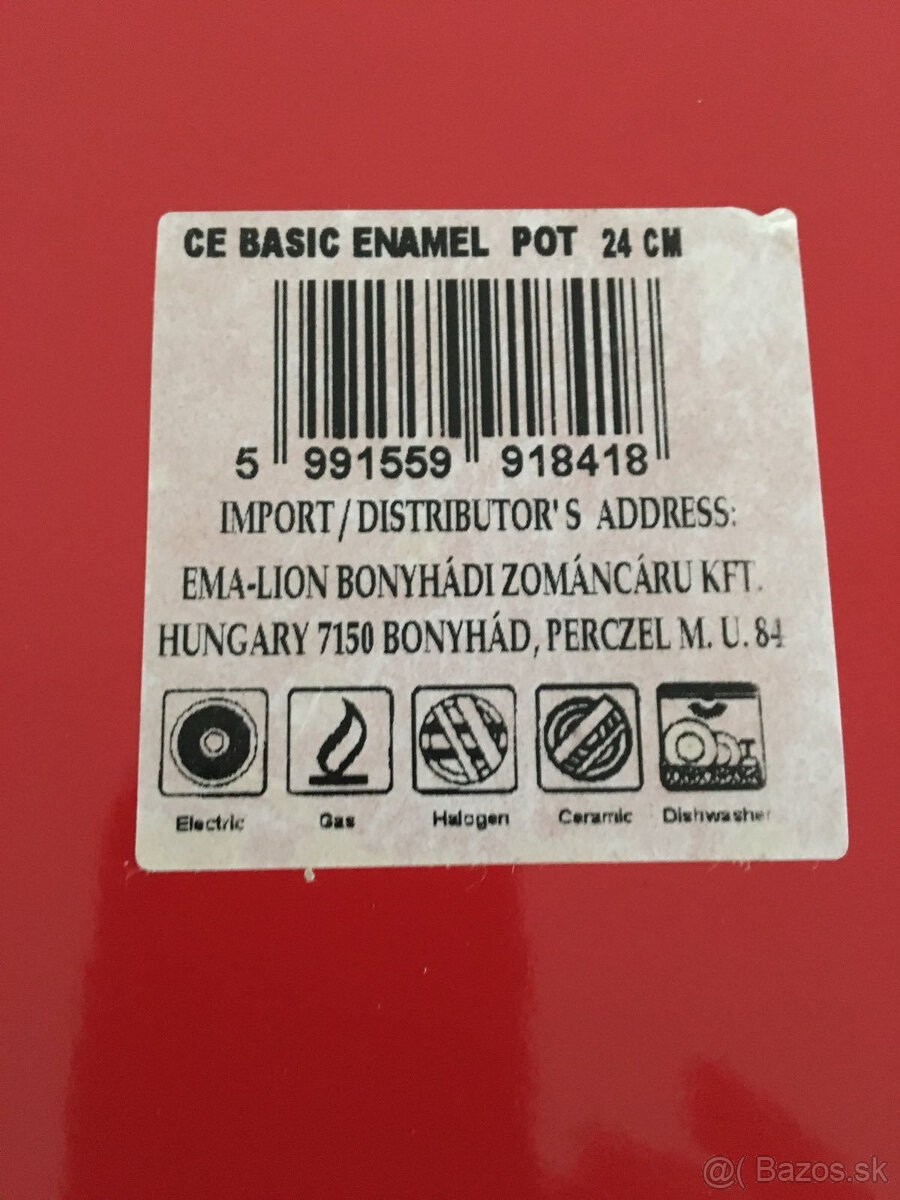 CE BASIC ENAMEL POT 24 CM
5 991559 918418
IMPORT/DISTRIBUTOR'S ADDRESS:
EMA-LION BONYHÁDI ZOMÁNCÁRU KFT.
HUNGARY 7150 BONYHÁD, PERCZEL M. U. 84
Electric Gas Halogen Ceramic Dishwasher
@( Bazos.sk